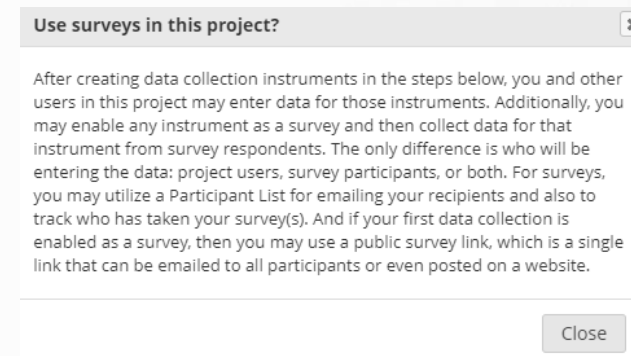 Use surveys in this project?
After creating data collection instruments in the steps below, you and other
users in this project may enter data for those instruments. Additionally, you
may enable any instrument as a survey and then collect data for that
instrument from survey respondents. The only difference is who will be
entering the data: project users, survey participants, or both. For surveys,
you may utilize a Participant List for emailing your recipients and also to
track who has taken your survey(s). And if your first data collection is
enabled as a survey, then you may use a public survey link, which is a single
link that can be emailed to all participants or even posted on a website.
Close